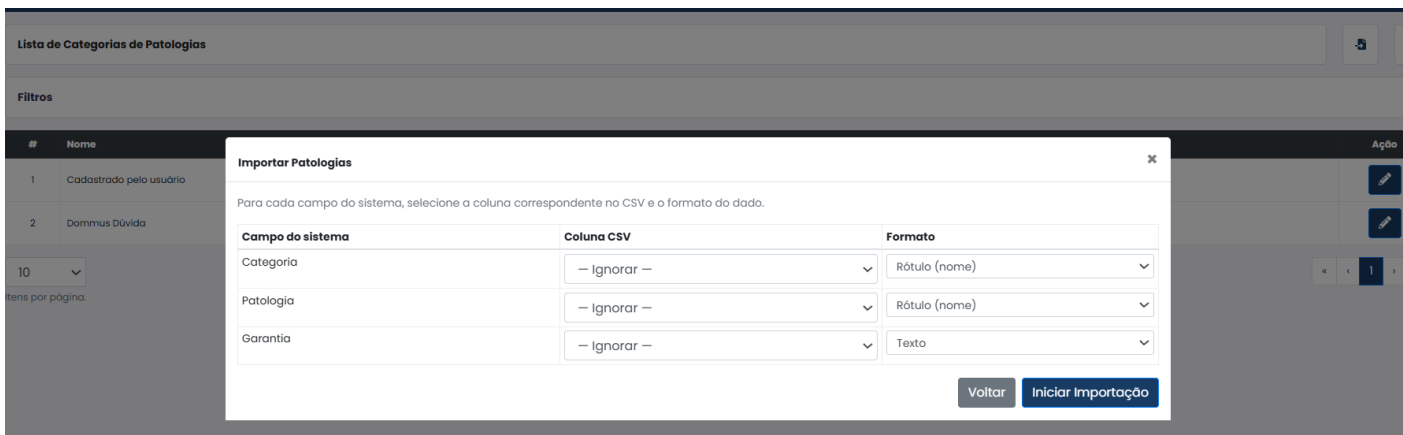 Lista de Categorias de Patologias
Filtros
# Nome Ação
1 Cadastrado pelo usuário
2 Dommus Dúvida
10
itens por página.
« ‹ 1 ›
Importar Patologias ×
Para cada campo do sistema, selecione a coluna correspondente no CSV e o formato do dado.
Campo do sistema Coluna CSV Formato
Categoria — Ignorar — Rótulo (nome)
Patologia — Ignorar — Rótulo (nome)
Garantia — Ignorar — Texto
Voltar Iniciar Importação